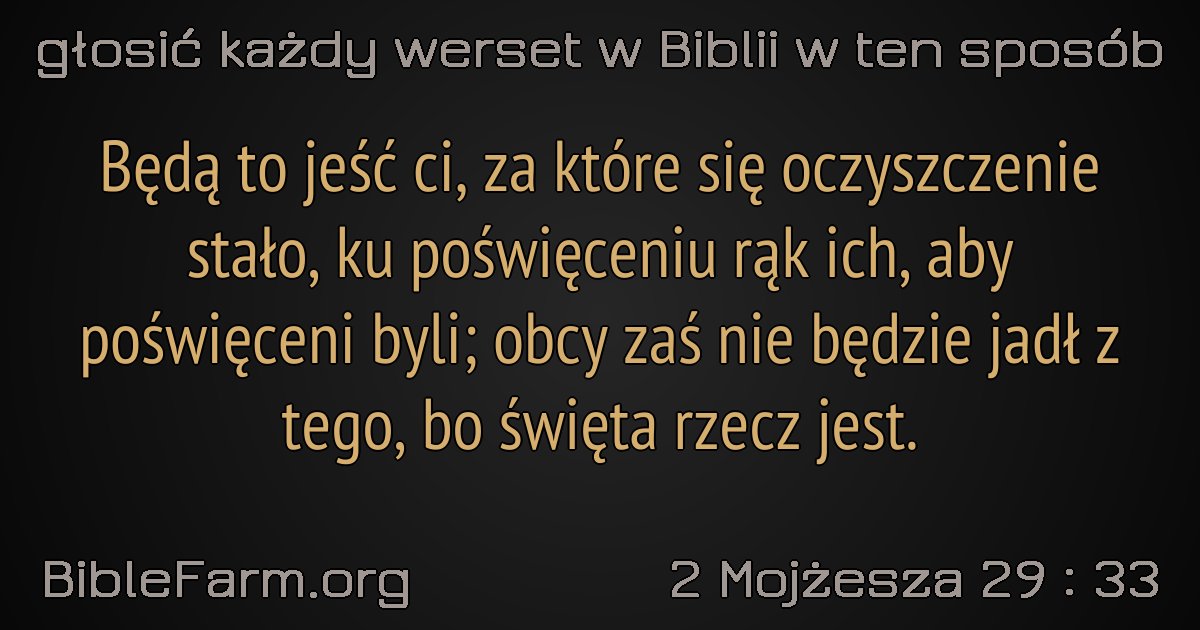 głosić każdy werset w Biblii w ten sposób
Będą to jeść ci, za które się oczyszczenie
stało, ku poświęceniu rąk ich, aby
poświęceni byli; obcy zaś nie będzie jadł z
tego, bo święta rzecz jest.
BibleFarm.org
2 Mojżesza 29 : 33